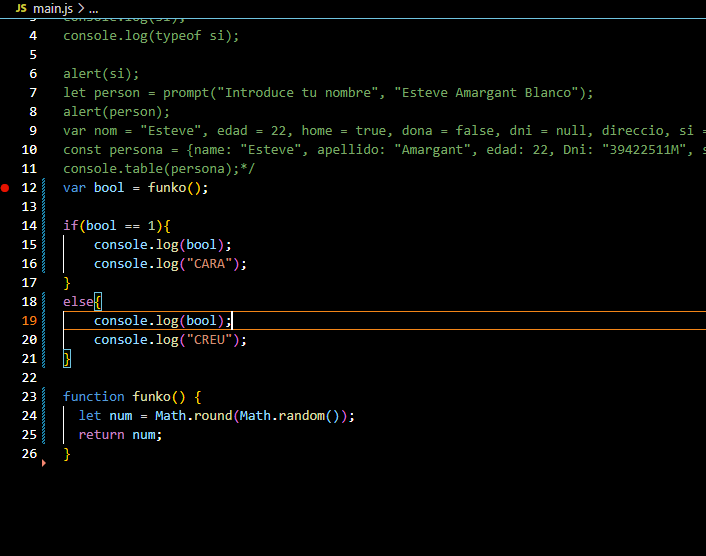 JS main.js > ...
3 console.log(si);
4 console.log(typeof si);
5
6 alert(si);
7 let person = prompt("Introduce tu nombre", "Esteve Amargant Blanco");
8 alert(person);
9 var nom = "Esteve", edad = 22, home = true, dona = false, dni = null, direccio, si =
10 const persona = {name: "Esteve", apellido: "Amargant", edad: 22, Dni: "39422511M", s
11 console.table(persona);*/
12 var bool = funko();
13
14 if(bool == 1){
15 console.log(bool);
16 console.log("CARA");
17 }
18 else{
19 console.log(bool);
20 console.log("CREU");
21 }
22
23 function funko() {
24 let num = Math.round(Math.random());
25 return num;
26 }